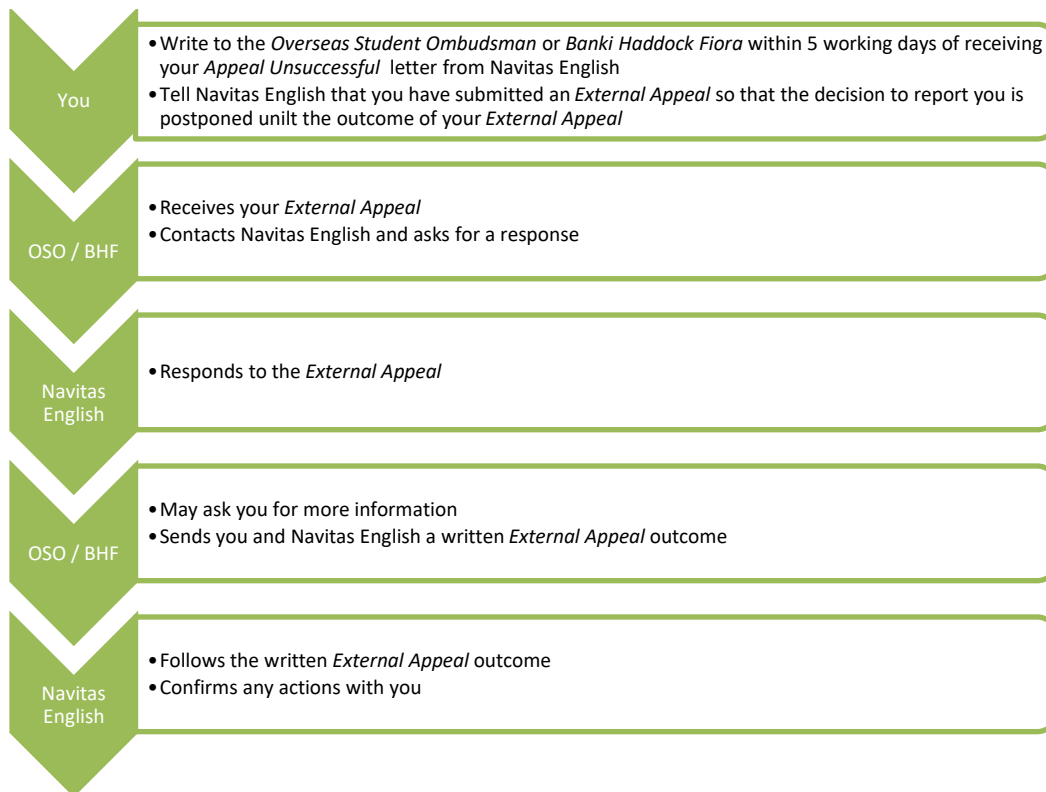 You
•Write to the Overseas Student Ombudsman or Banki Haddock Fiora within 5 working days of receiving
your Appeal Unsuccessful letter from Navitas English
•Tell Navitas English that you have submitted an External Appeal so that the decision to report you is
postponed unilt the outcome of your External Appeal
OSO / BHF
•Receives your External Appeal
•Contacts Navitas English and asks for a response
Navitas
English
•Responds to the External Appeal
OSO / BHF
•May ask you for more information
•Sends you and Navitas English a written External Appeal outcome
Navitas
English
•Follows the written External Appeal outcome
•Confirms any actions with you